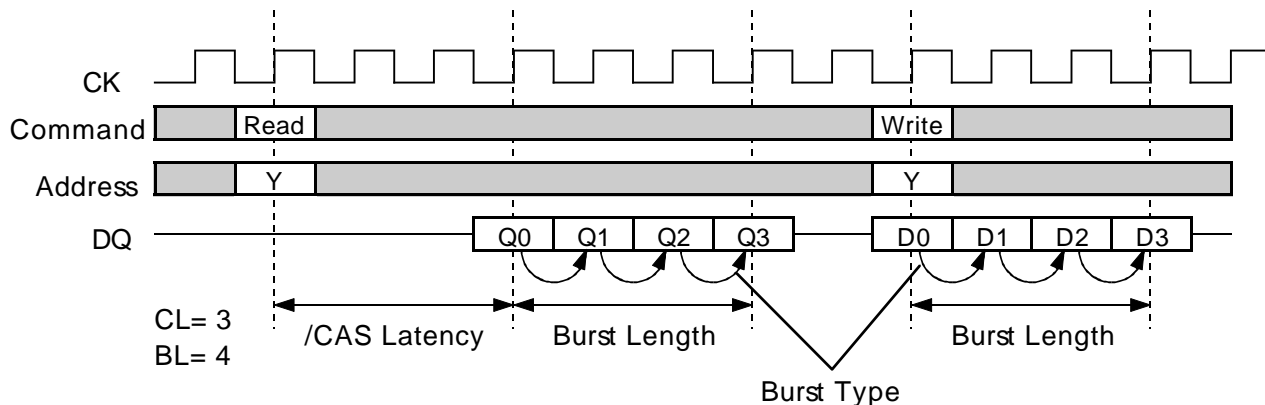 CK
Command Read Write
Address Y Y
DQ Q0 Q1 Q2 Q3 D0 D1 D2 D3
CL= 3 /CAS Latency Burst Length Burst Length
BL= 4
Burst Type